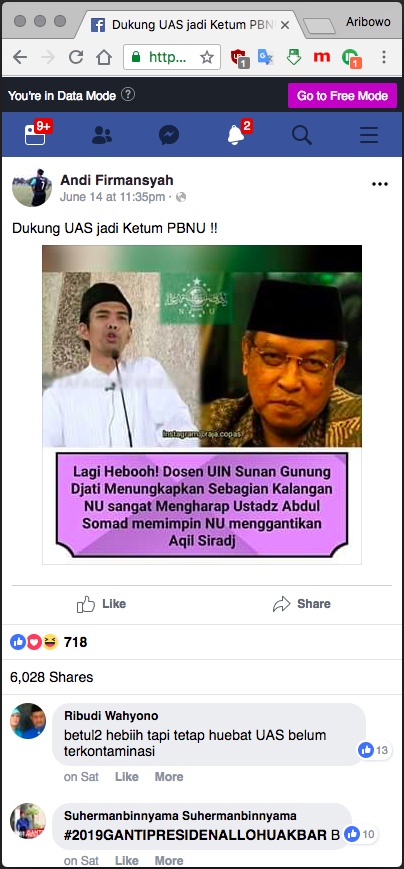 Dukung UAS jadi Ketum PBN
Aribowo
http...
1
1
You're in Data Mode ?
Go to Free Mode
9+
2
Andi Firmansyah
June 14 at 11:35pm ·
Dukung UAS jadi Ketum PBNU !!
Instagram@raja.copas
Lagi Hebooh! Dosen UIN Sunan Gunung
Djati Menungkapkan Sebagian Kalangan
NU sangat Mengharap Ustadz Abdul
Somad memimpin NU menggantikan
Aqil Siradj
Like
Share
718
6,028 Shares
Ribudi Wahyono
betul2 hebiih tapi tetap huebat UAS belum
terkontaminasi
13
on Sat Like More
Suhermanbinnyama Suhermanbinnyama
#2019GANTIPRESIDENALLOHUAKBAR B
10
on Sat Like More